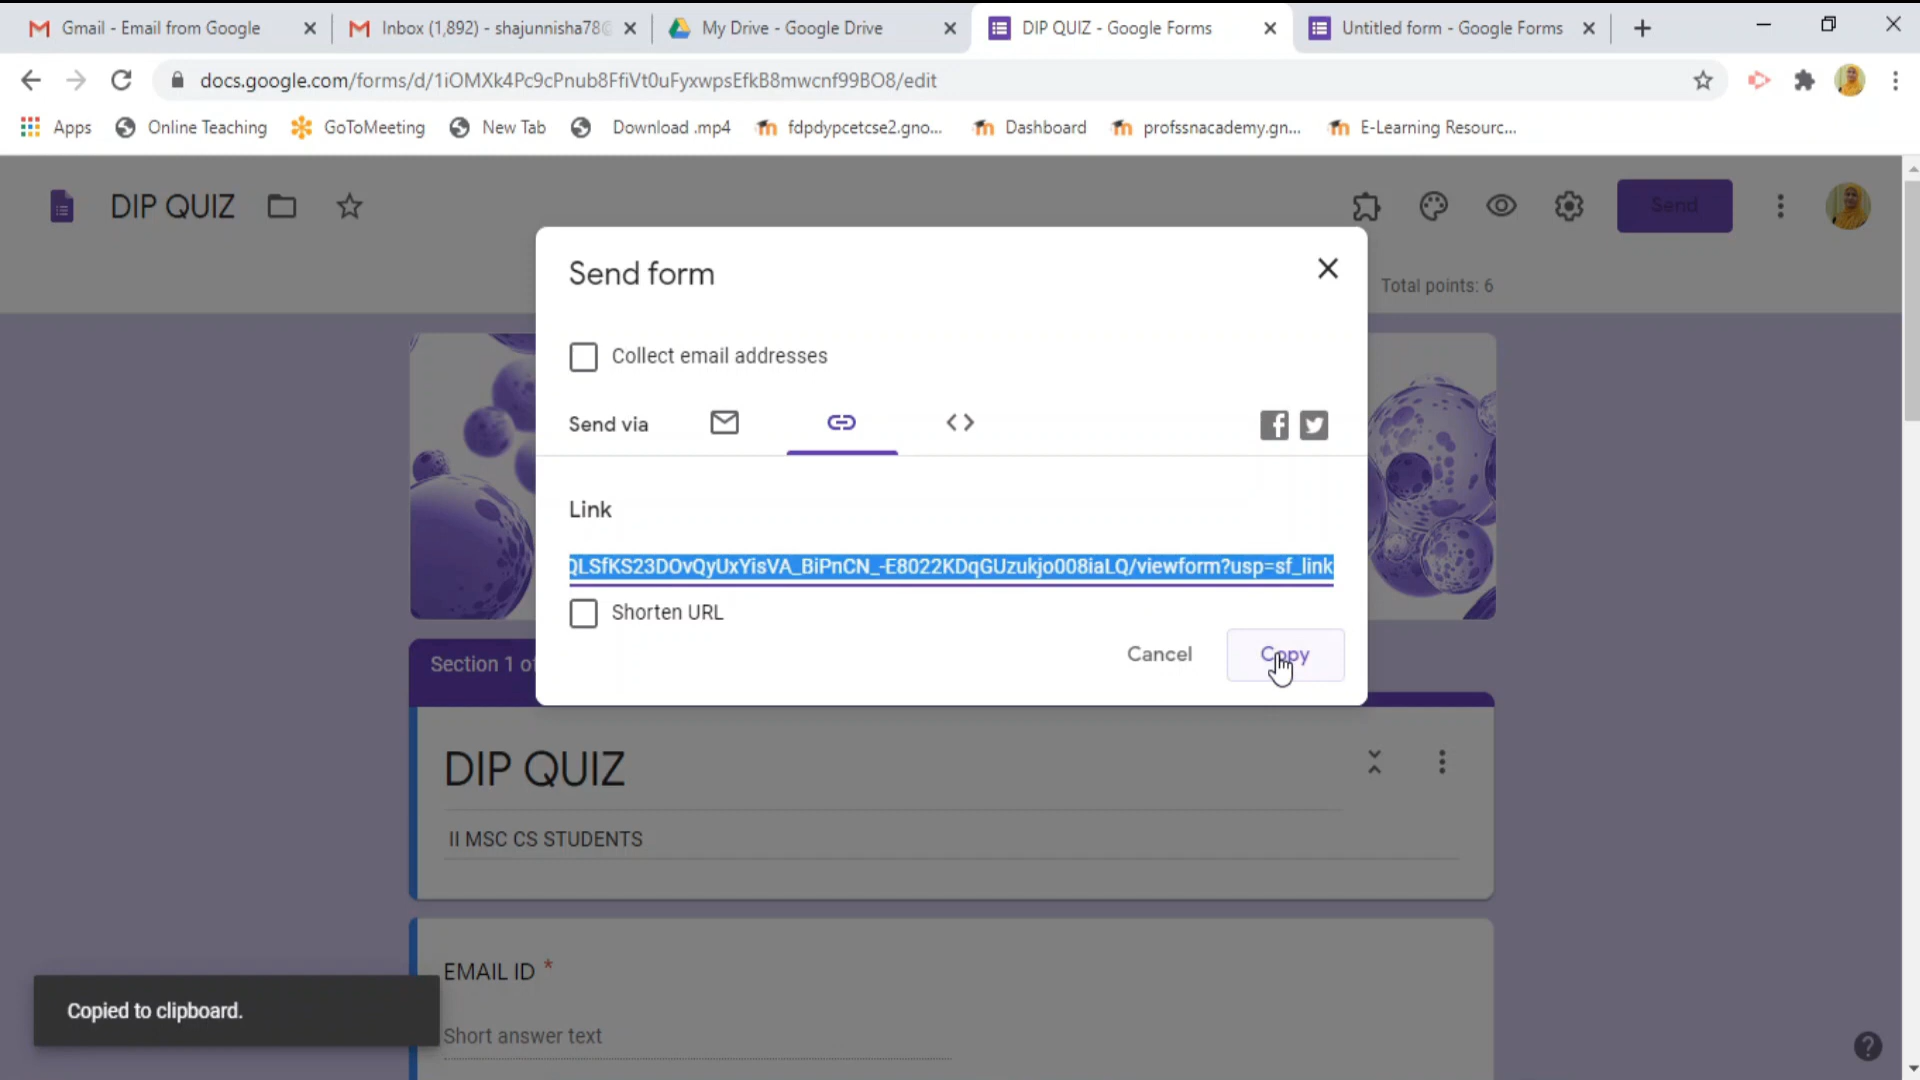 Gmail - Email from Google
Inbox (1,892) - shajunnisha78@
My Drive - Google Drive
DIP QUIZ - Google Forms
Untitled form - Google Forms
docs.google.com/forms/d/1iOMXk4Pc9cPnub8FfiVt0uFyxwpsEfkB8mwcnf99BO8/edit
Apps
Online Teaching
GoToMeeting
New Tab
Download .mp4
fdpdypcetcse2.gno...
Dashboard
profssnacademy.gn...
E-Learning Resourc...
DIP QUIZ
Send
Total points: 6
Send form
Collect email addresses
Send via
Link
QLSfKS23DOvQyUxYisVA_BiPnCN_-E8022KDqGUzukjo008iaLQ/viewform?usp=sf_link
Shorten URL
Cancel
Copy
Section 1 of
DIP QUIZ
II MSC CS STUDENTS
EMAIL ID *
Short answer text
Copied to clipboard.